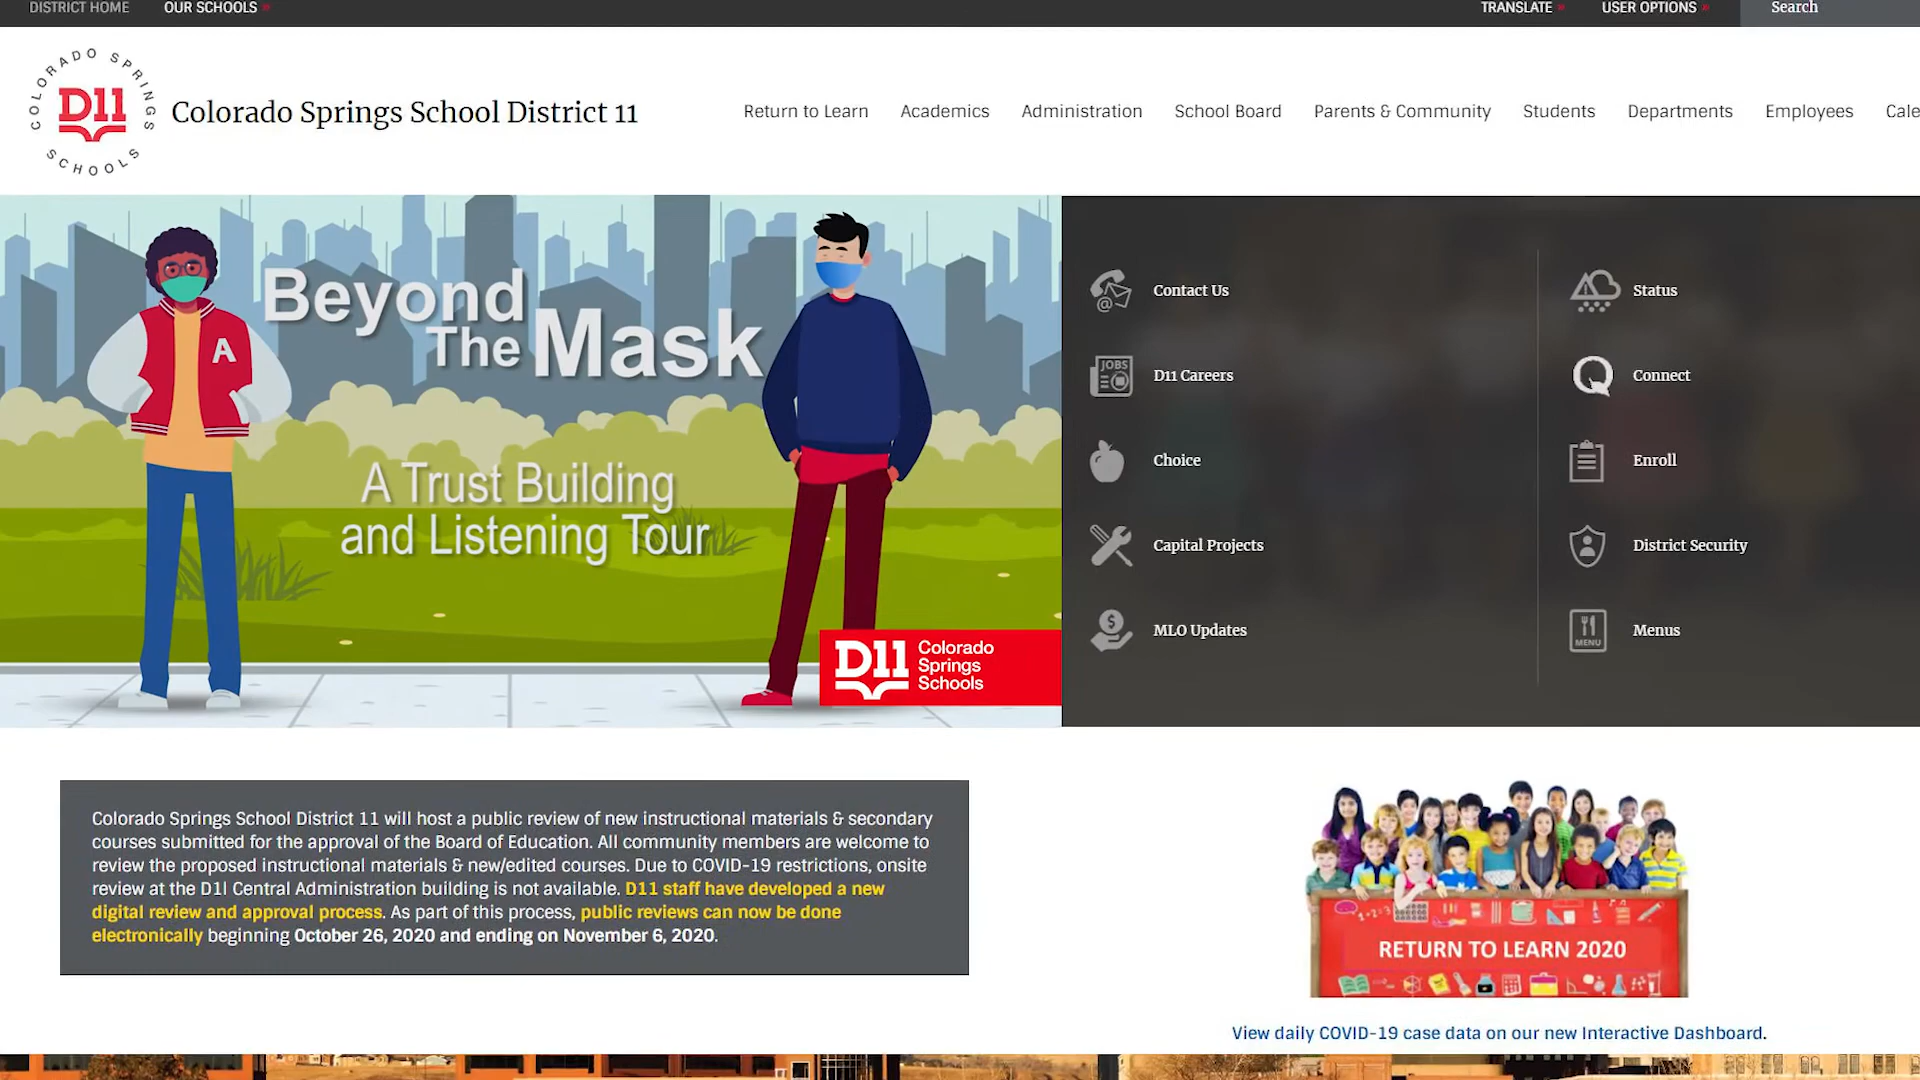 DISTRICT HOME
OUR SCHOOLS »
TRANSLATE »
USER OPTIONS »
Search
COLORADO SPRINGS SCHOOLS
D11
Colorado Springs School District 11
Return to Learn
Academics
Administration
School Board
Parents & Community
Students
Departments
Employees
Cale
A
Beyond
The Mask
A Trust Building
and Listening Tour
D11
Colorado
Springs
Schools
@
Contact Us
JOBS
D11 Careers
Choice
Capital Projects
$
MLO Updates
Status
Connect
Enroll
District Security
MENU
Menus
Colorado Springs School District 11 will host a public review of new instructional materials & secondary
courses submitted for the approval of the Board of Education. All community members are welcome to
review the proposed instructional materials & new/edited courses. Due to COVID-19 restrictions, onsite
review at the D1l Central Administration building is not available. D11 staff have developed a new
digital review and approval process. As part of this process, public reviews can now be done
electronically beginning October 26, 2020 and ending on November 6, 2020.
RETURN TO LEARN 2020
View daily COVID-19 case data on our new Interactive Dashboard.